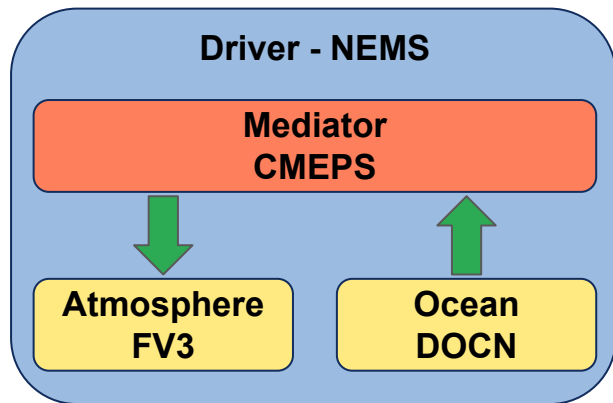 Driver - NEMS
Mediator
CMEPS
Atmosphere
FV3
Ocean
DOCN